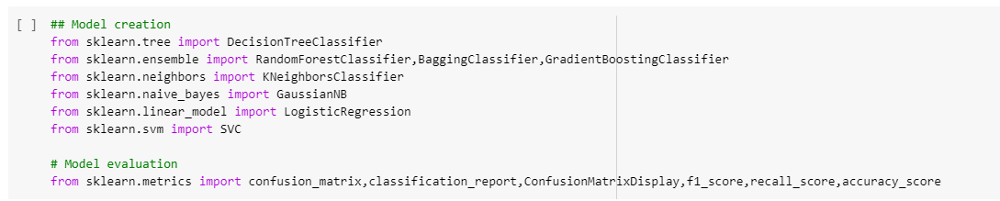 [ ] ## Model creation
from sklearn.tree import DecisionTreeClassifier
from sklearn.ensemble import RandomForestClassifier,BaggingClassifier,GradientBoostingClassifier
from sklearn.neighbors import KNeighborsClassifier
from sklearn.naive_bayes import GaussianNB
from sklearn.linear_model import LogisticRegression
from sklearn.svm import SVC
# Model evaluation
from sklearn.metrics import confusion_matrix,classification_report,ConfusionMatrixDisplay,f1_score,recall_score,accuracy_score